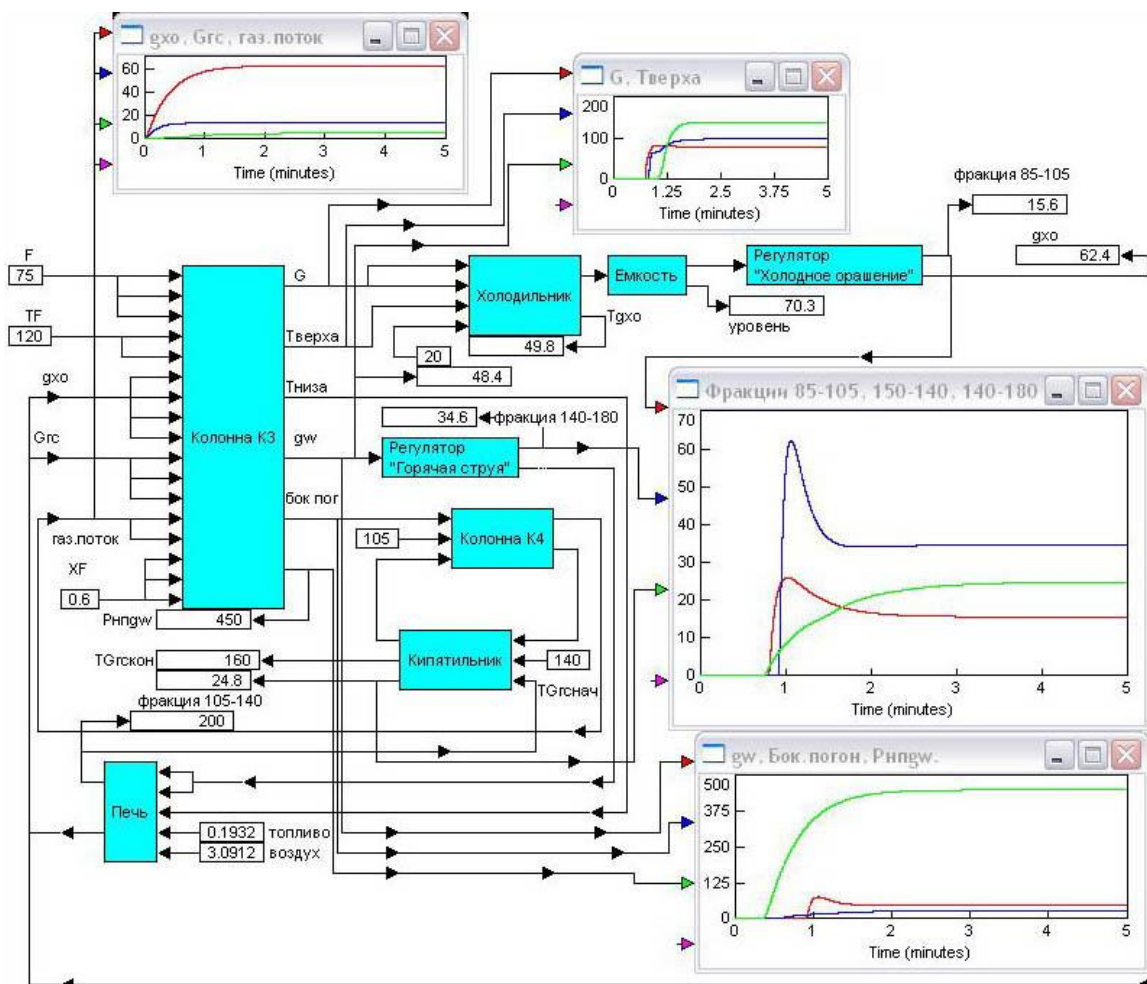 gxo, Gгс, газ.поток
60
40
20
0
0
1
2
3
4
5
Time (minutes)
G, Тверха
200
100
0
0
1.25
2.5
3.75
5
Time (minutes)
фракция 85-105
15.6
gxo
62.4
F
75
TF
120
gxo
Gгс
газ.поток
XF
0.6
Колонна К3
G
Тверха
Тниза
gw
бок пог
Рнпgw
450
Холодильник
Емкость
Регулятор
"Холодное орашение"
Tgxo
49.8
70.3
уровень
20
48.4
34.6
фракция 140-180
Регулятор
"Горячая струя"
105
Колонна К4
Кипятильник
140
TGгснач
TGгскон
160
24.8
фракция 105-140
200
Печь
0.1932
топливо
3.0912
воздух
Фракции 85-105, 150-140, 140-180
70
60
50
40
30
20
10
0
0
1
2
3
4
5
Time (minutes)
gw, Бок.погон, Рнпgw.
500
375
250
125
0
0
1
2
3
4
5
Time (minutes)